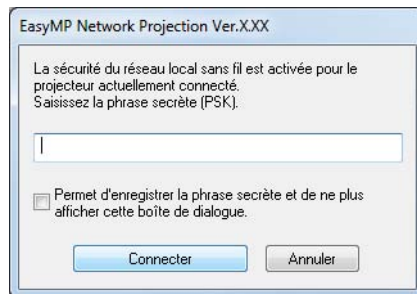 EasyMP Network Projection Ver.X.XX
La sécurité du réseau local sans fil est activée pour le
projecteur actuellement connecté.
Saisissez la phrase secrète (PSK).
Permet d'enregistrer la phrase secrète et de ne plus
afficher cette boîte de dialogue.
Connecter
Annuler